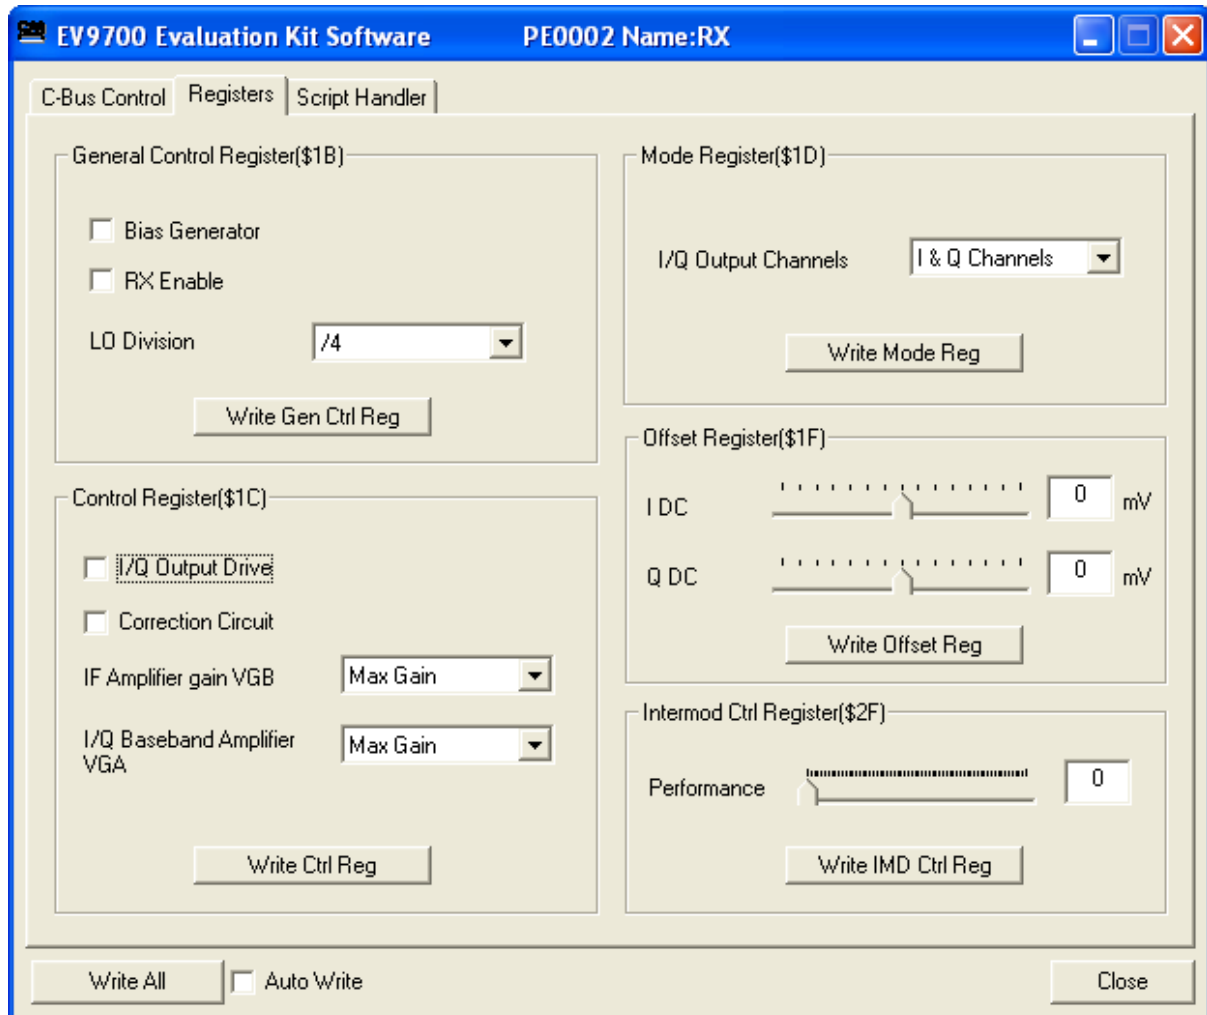 EV9700 Evaluation Kit Software PE0002 Name:RX
C-Bus Control Registers Script Handler
General Control Register($1B)
Bias Generator
RX Enable
LO Division /4
Write Gen Ctrl Reg
Control Register($1C)
I/Q Output Drive
Correction Circuit
IF Amplifier gain VGB Max Gain
I/Q Baseband Amplifier
VGA
Max Gain
Write Ctrl Reg
Mode Register($1D)
I/Q Output Channels I & Q Channels
Write Mode Reg
Offset Register($1F)
I DC 0 mV
Q DC 0 mV
Write Offset Reg
Intermod Ctrl Register($2F)
Performance 0
Write IMD Ctrl Reg
Write All Auto Write Close